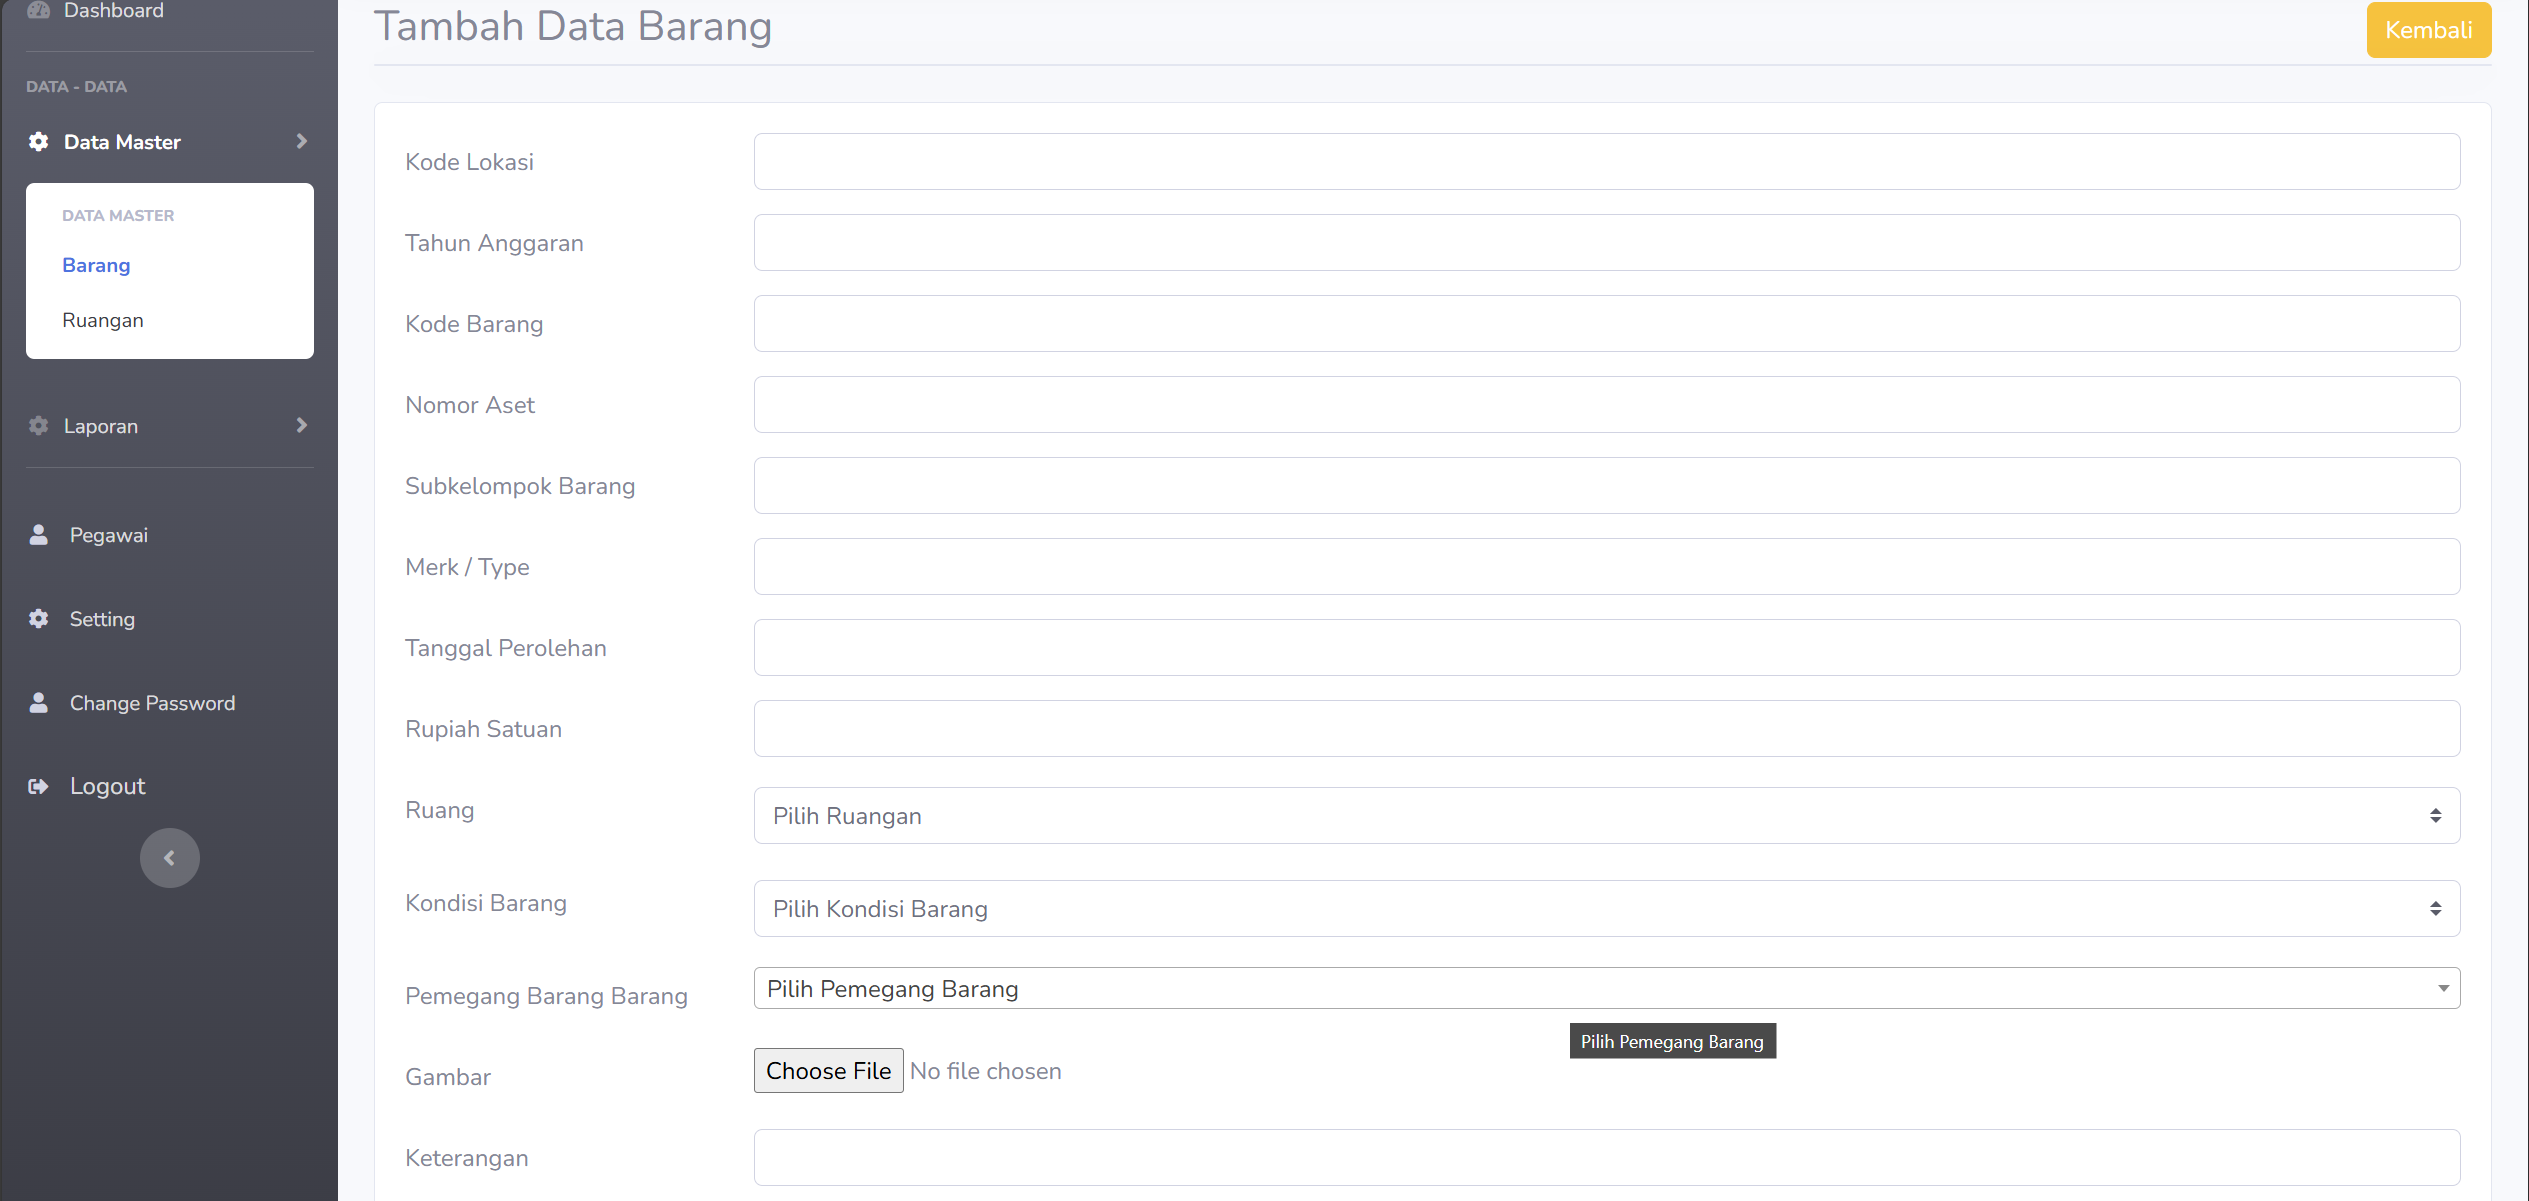 Dashboard
DATA - DATA
Data Master
DATA MASTER
Barang
Ruangan
Laporan
Pegawai
Setting
Change Password
Logout
Tambah Data Barang
Kembali
Kode Lokasi
Tahun Anggaran
Kode Barang
Nomor Aset
Subkelompok Barang
Merk / Type
Tanggal Perolehan
Rupiah Satuan
Ruang
Pilih Ruangan
Kondisi Barang
Pilih Kondisi Barang
Pemegang Barang Barang
Pilih Pemegang Barang
Pilih Pemegang Barang
Gambar
Choose File No file chosen
Keterangan